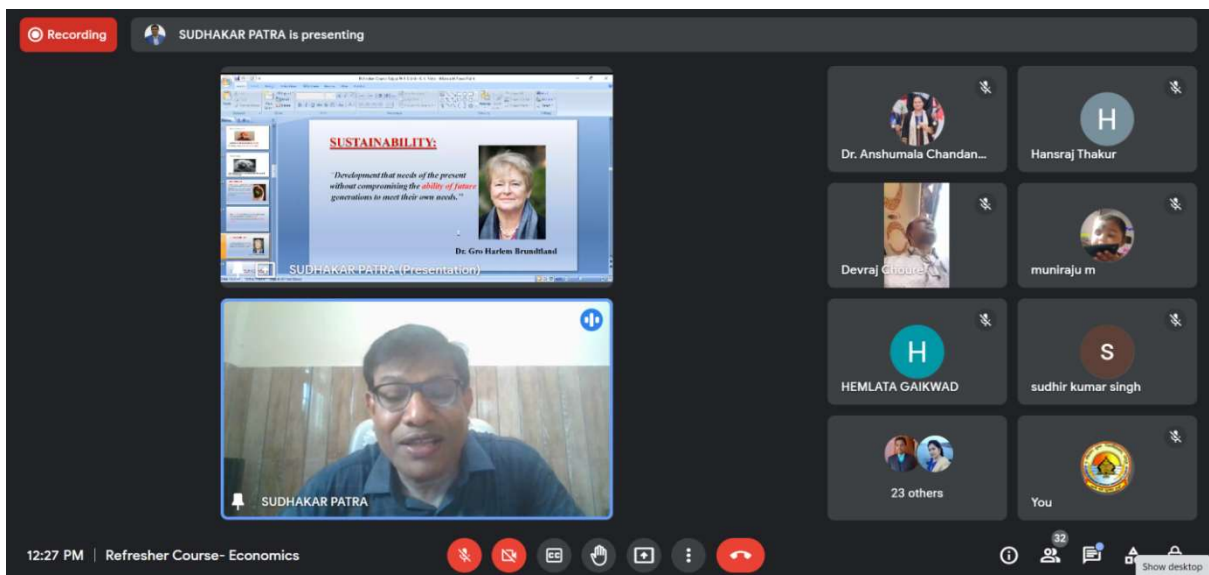 Recording
SUDHAKAR PATRA is presenting
SUSTAINABILITY:
"Development that needs of the present
without compromising the ability of future
generations to meet their own needs."
Dr. Gro Harlem Brundtland
SUDHAKAR PATRA (Presentation)
SUDHAKAR PATRA
Dr. Anshumala Chandan...
H
Hansraj Thakur
Devraj Choure
muniraju m
H
HEMLATA GAIKWAD
S
sudhir kumar singh
23 others
You
12:27 PM | Refresher Course- Economics
CC
32
Show desktop